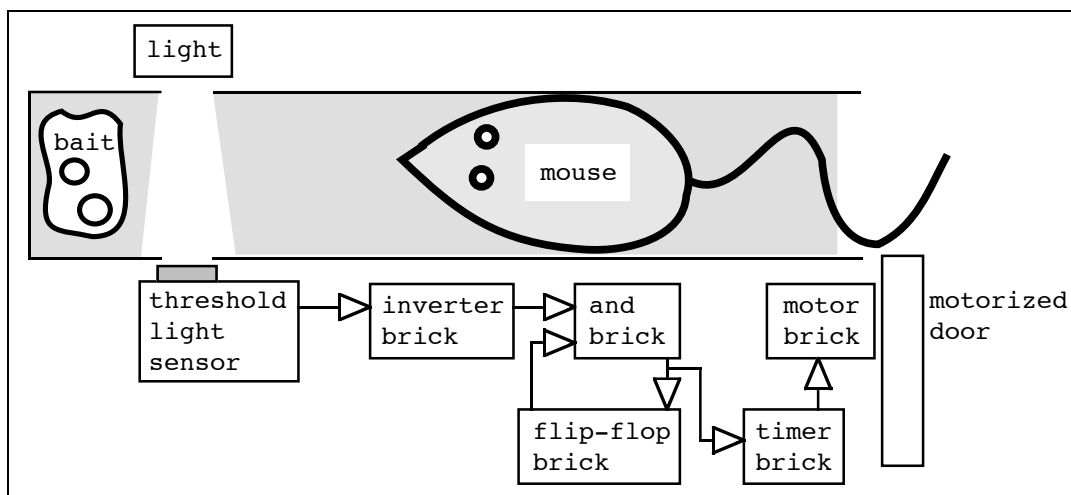 light
bait
mouse
threshold
light
sensor
inverter
brick
and
brick
motor
brick
motorized
door
flip-flop
brick
timer
brick